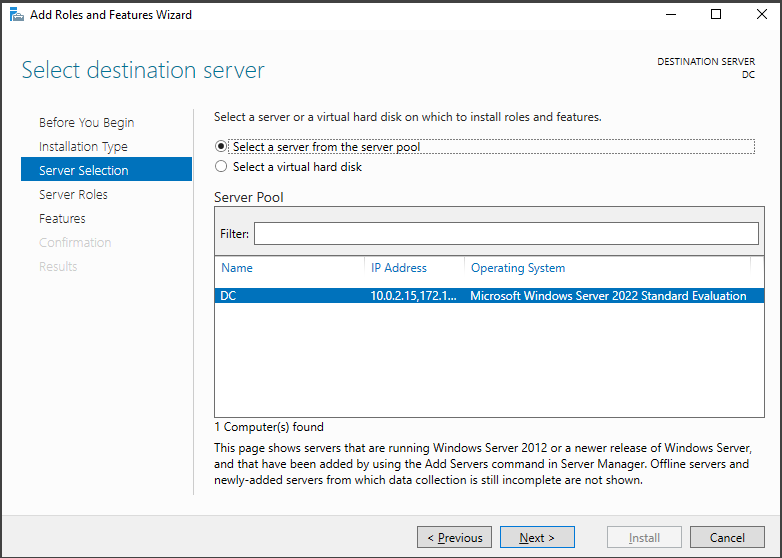 Add Roles and Features Wizard
Select destination server
DESTINATION SERVER
DC
Before You Begin
Installation Type
Server Selection
Server Roles
Features
Confirmation
Results
Select a server or a virtual hard disk on which to install roles and features.
Select a server from the server pool
Select a virtual hard disk
Server Pool
Filter:
Name IP Address Operating System
DC 10.0.2.15,172.1... Microsoft Windows Server 2022 Standard Evaluation
1 Computer(s) found
This page shows servers that are running Windows Server 2012 or a newer release of Windows Server,
and that have been added by using the Add Servers command in Server Manager. Offline servers and
newly-added servers from which data collection is still incomplete are not shown.
< Previous Next > Install Cancel